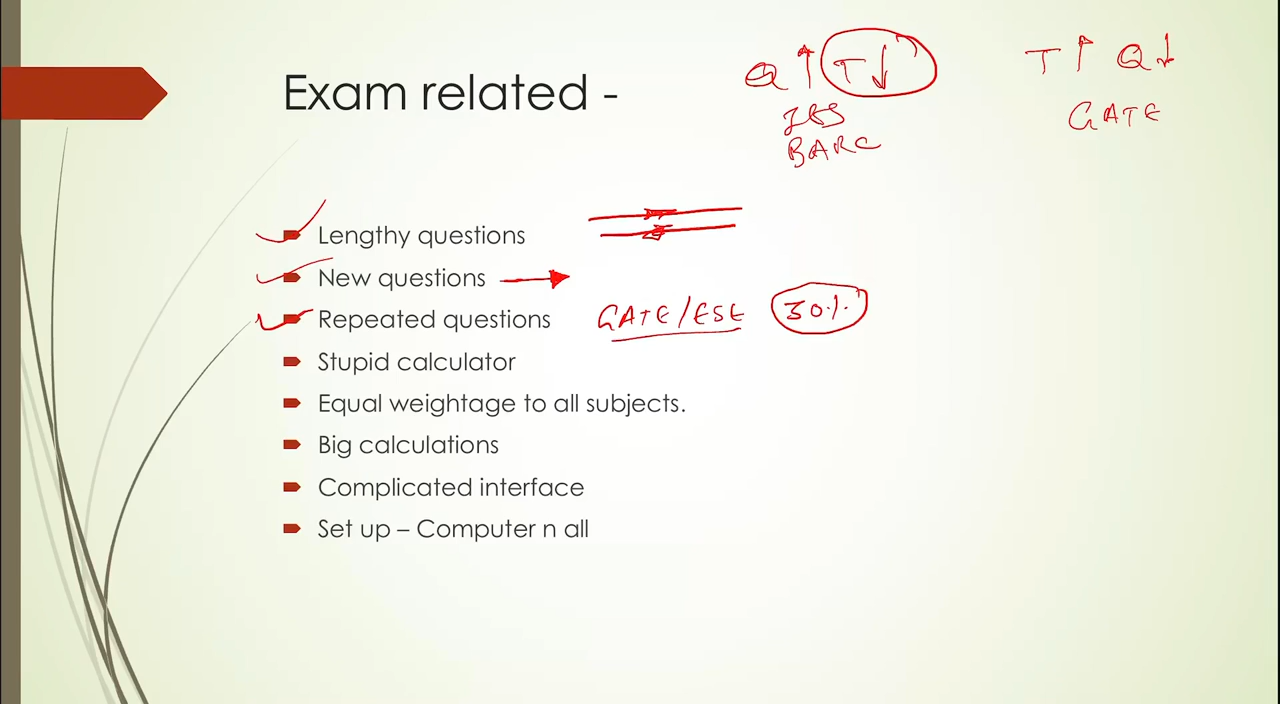 Exam related -
Q ↑ T ↓
T ↑ Q ↓
IES
BARC
GATE
Lengthy questions
New questions
Repeated questions
GATE/ESE 30%
Stupid calculator
Equal weightage to all subjects.
Big calculations
Complicated interface
Set up – Computer n all